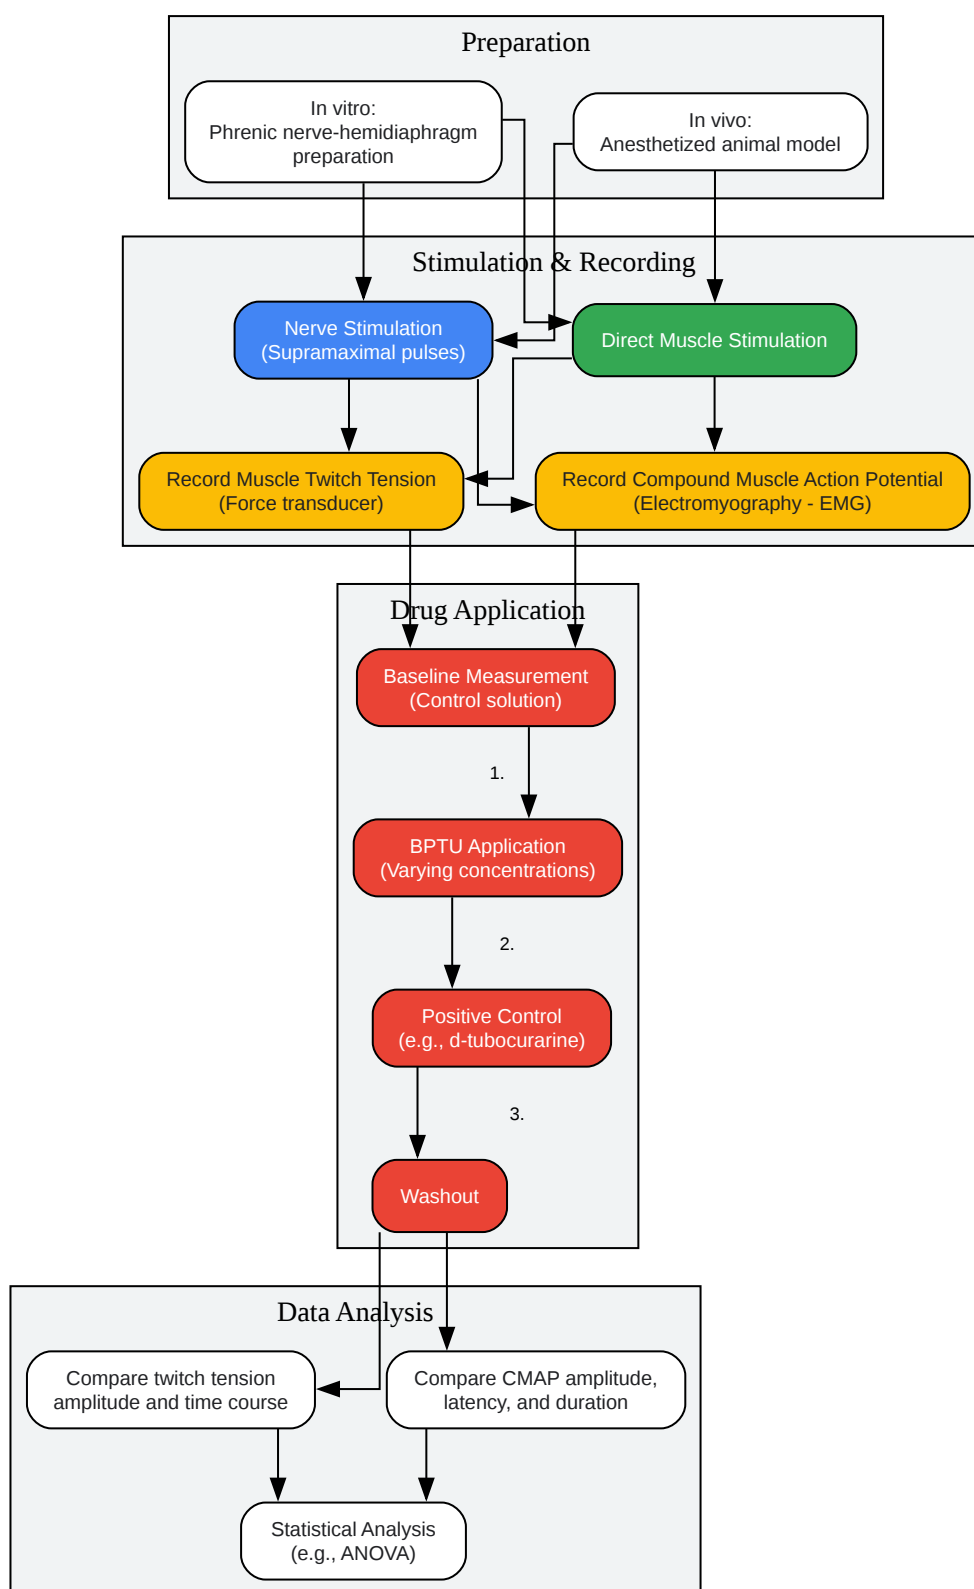 Preparation
In vitro:
Phrenic nerve-hemidiaphragm
preparation
In vivo:
Anesthetized animal model
Stimulation & Recording
Nerve Stimulation
(Supramaximal pulses)
Direct Muscle Stimulation
Record Muscle Twitch Tension
(Force transducer)
Record Compound Muscle Action Potential
(Electromyography - EMG)
Drug Application
Baseline Measurement
(Control solution)
1.
BPTU Application
(Varying concentrations)
2.
Positive Control
(e.g., d-tubocurarine)
3.
Washout
Data Analysis
Compare twitch tension
amplitude and time course
Compare CMAP amplitude,
latency, and duration
Statistical Analysis
(e.g., ANOVA)